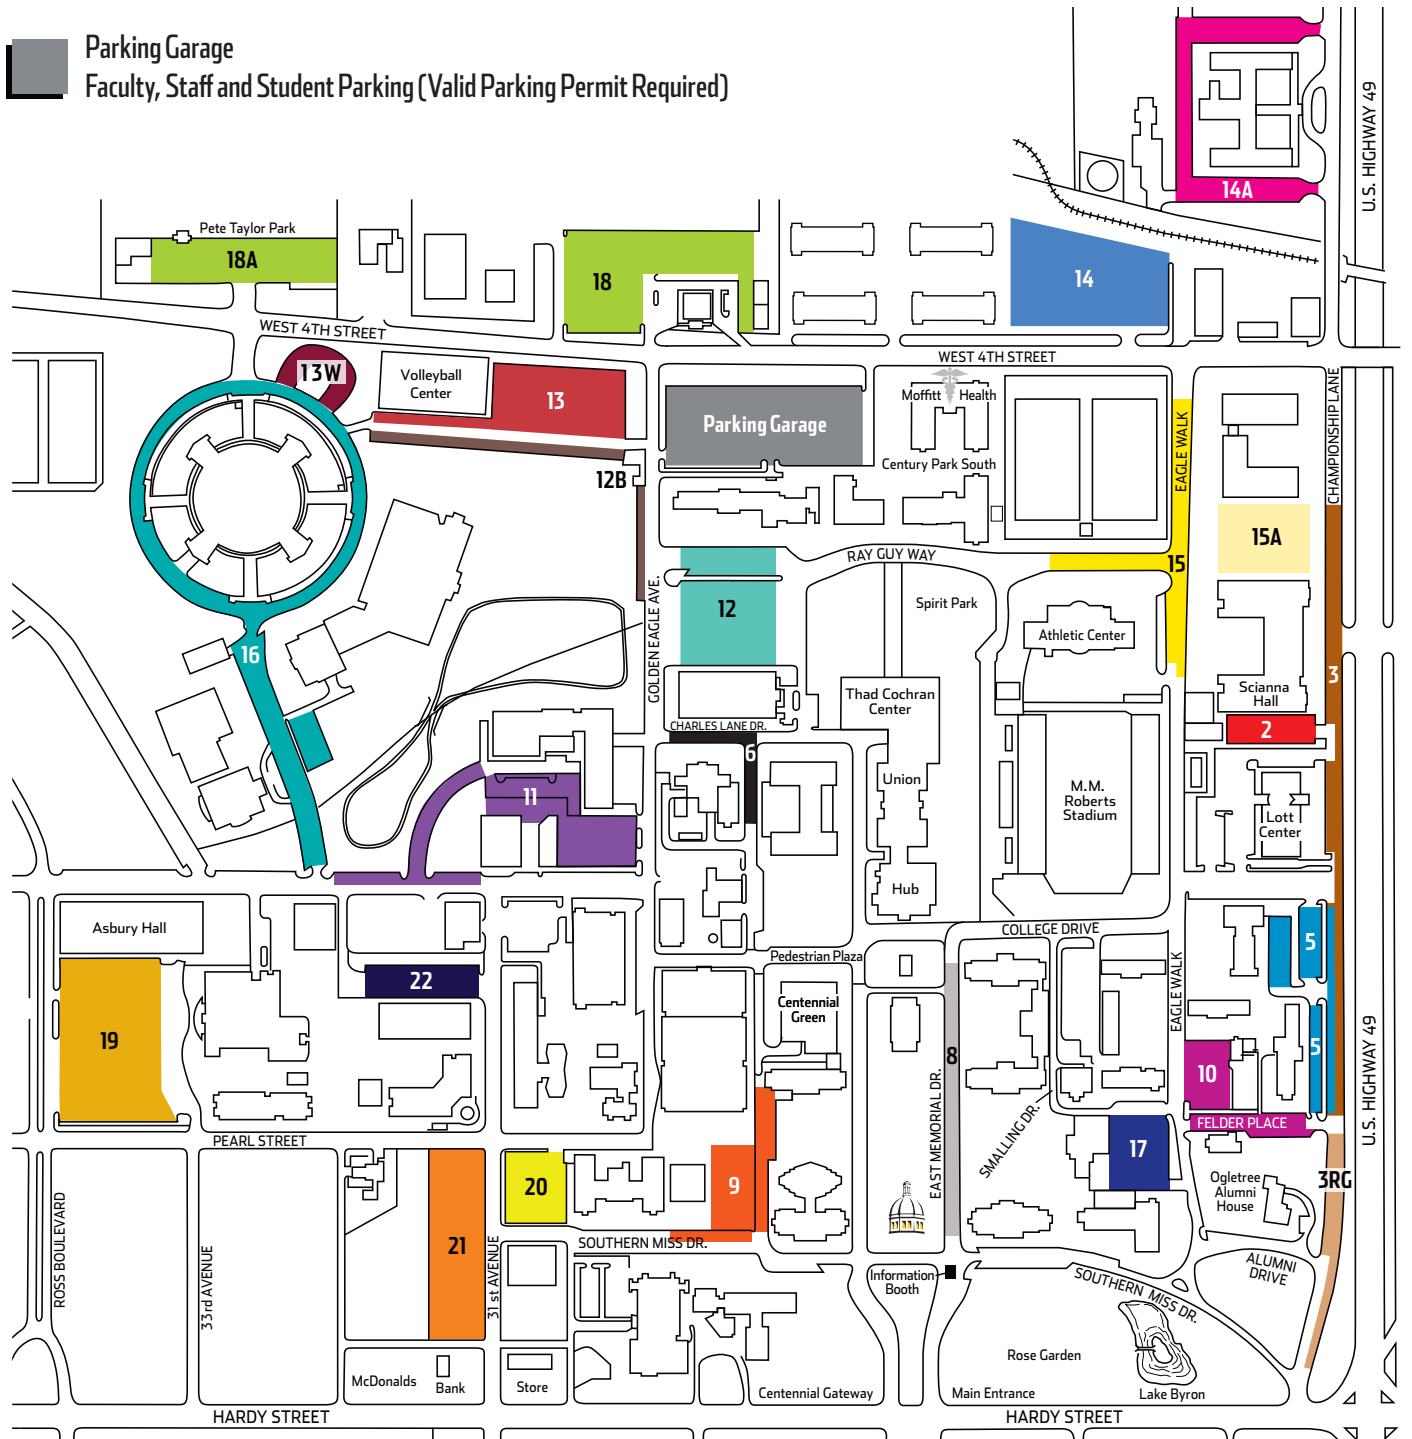 Parking Garage
Faculty, Staff and Student Parking (Valid Parking Permit Required)
U.S. HIGHWAY 49
14A
Pete Taylor Park
18A
18
14
WEST 4TH STREET
WEST 4TH STREET
13W
Volleyball
Center
13
Parking Garage
Moffitt Health
Century Park South
EAGLE WALK
CHAMPIONSHIP LANE
12B
15A
RAY GUY WAY
15
12
GOLDEN EAGLE AVE.
Spirit Park
Athletic Center
16
3
Thad Cochran
Center
Scianna
Hall
CHARLES LANE DR.
2
6
Union
11
M.M.
Roberts
Stadium
Lott
Center
Hub
Asbury Hall
COLLEGE DRIVE
5
Pedestrian Plaza
EAGLE WALK
22
Centennial
Green
19
8
5
10
U.S. HIGHWAY 49
EAST MEMORIAL DR.
SMALLING DR.
FELDER PLACE
PEARL STREET
17
20
9
3RG
Ogletree
Alumni
House
ROSS BOULEVARD
33rd AVENUE
21
31st AVENUE
SOUTHERN MISS DR.
Information
Booth
SOUTHERN MISS DR.
ALUMNI
DRIVE
Rose Garden
McDonalds
Bank
Store
Centennial Gateway
Main Entrance
Lake Byron
HARDY STREET
HARDY STREET